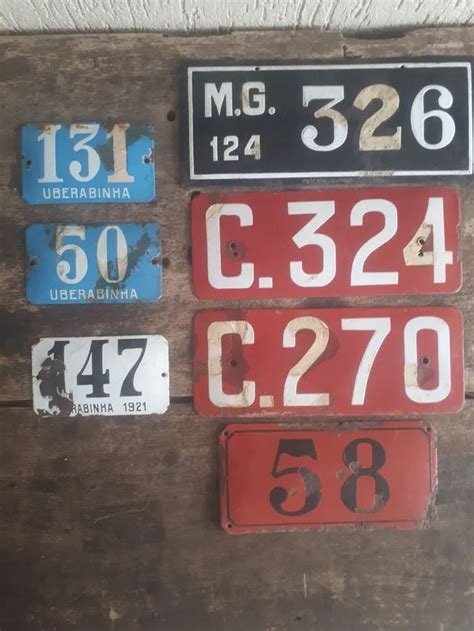 131
UBERABINHA
50
UBERABINHA
147
RABINHA 1921
M.G.
124
326
C.324
C.270
58